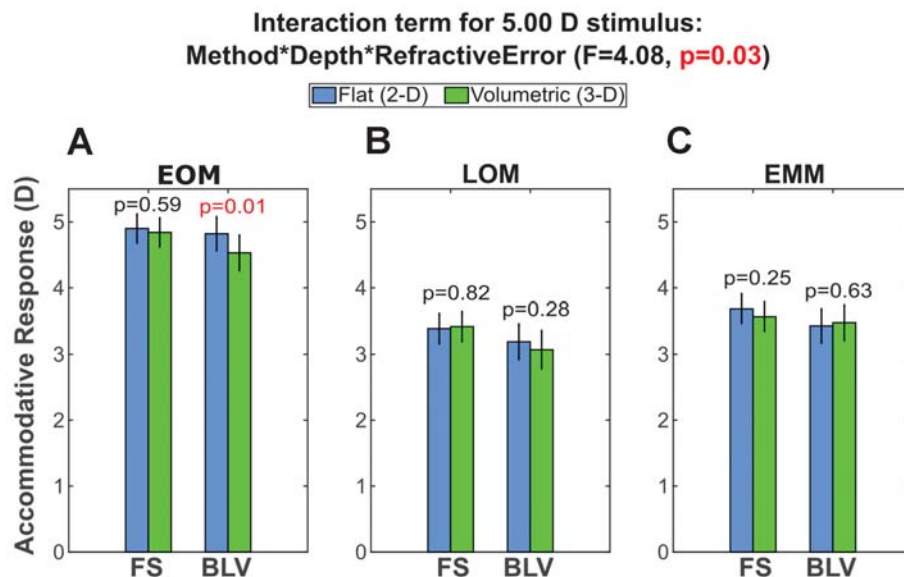 Interaction term for 5.00 D stimulus:
Method*Depth*RefractiveError (F=4.08, p=0.03)
Flat (2-D) Volumetric (3-D)
A B C
EOM LOM EMM
Accommodative Response (D)
5 5 5
4 4 4
3 3 3
2 2 2
1 1 1
0 0 0
p=0.59 p=0.01
p=0.82 p=0.28
p=0.25 p=0.63
FS BLV FS BLV FS BLV